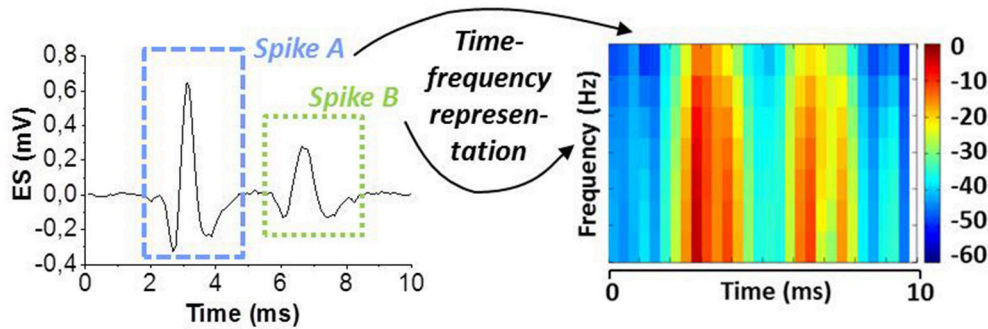 0,8
0,6
0,4
0,2
0,0
-0,2
-0,4
ES (mV)
0 2 4 6 8 10
Time (ms)
Spike A
Spike B
Time-
frequency
represen-
tation
Frequency (Hz)
0 10
Time (ms)
0
-10
-20
-30
-40
-50
-60